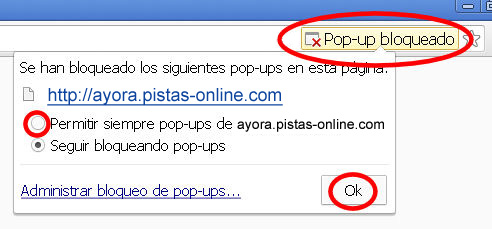 Pop-up bloqueado
Se han bloqueado los siguientes pop-ups en esta página:
http://ayora.pistas-online.com
Permitir siempre pop-ups de ayora.pistas-online.com
Seguir bloqueando pop-ups
Administrar bloqueo de pop-ups...
Ok